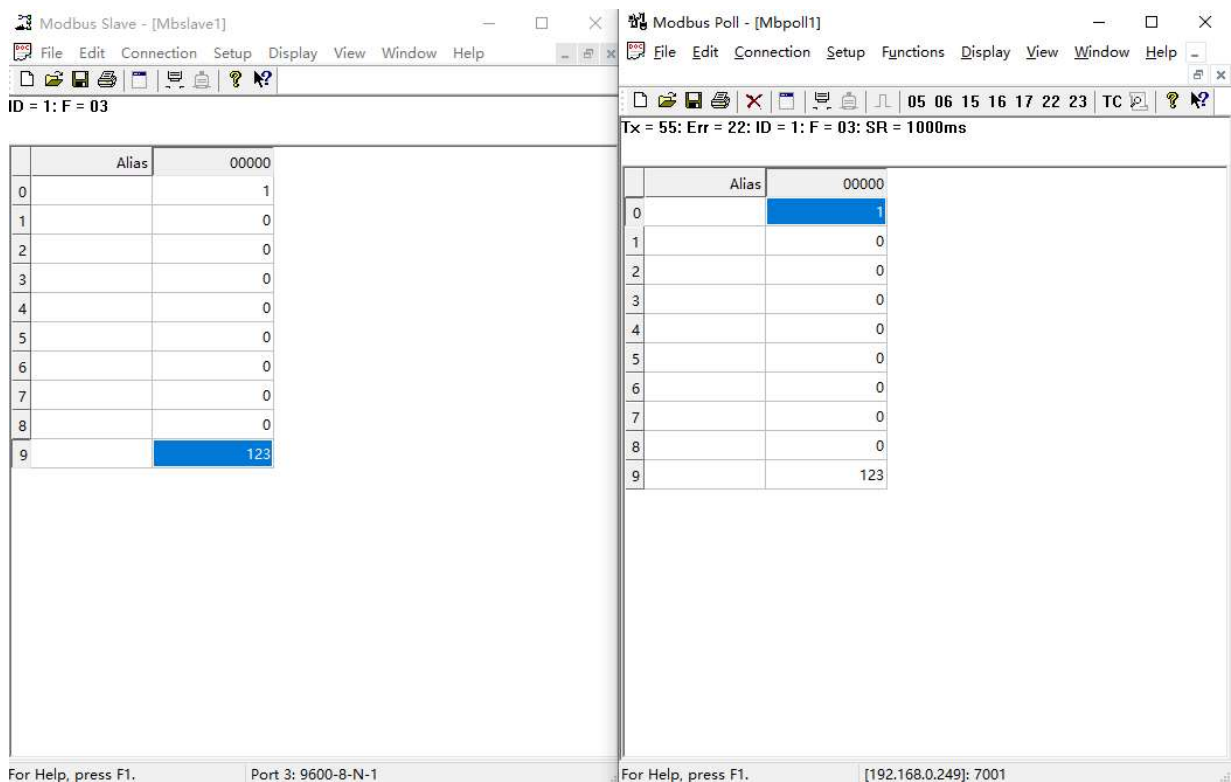 Modbus Slave - [Mbslave1]
File Edit Connection Setup Display View Window Help
ID = 1: F = 03
Alias 00000
0 1
1 0
2 0
3 0
4 0
5 0
6 0
7 0
8 0
9 123
For Help, press F1. Port 3: 9600-8-N-1
Modbus Poll - [Mbpoll1]
File Edit Connection Setup Functions Display View Window Help
05 06 15 16 17 22 23 TC
Tx = 55: Err = 22: ID = 1: F = 03: SR = 1000ms
Alias 00000
0 1
1 0
2 0
3 0
4 0
5 0
6 0
7 0
8 0
9 123
For Help, press F1. [192.168.0.249]: 7001